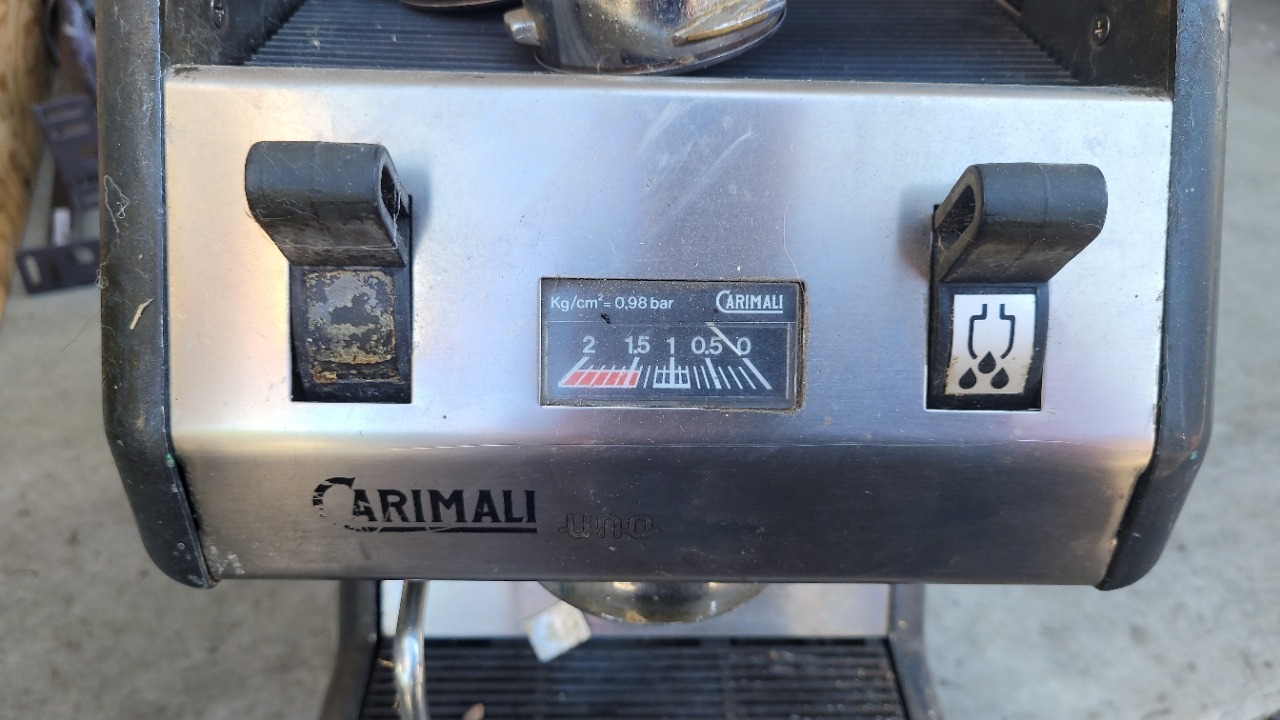 Kg/cm²= 0,98 bar CARIMALI
2 1.5 1 0.5 0
CARIMALI uno